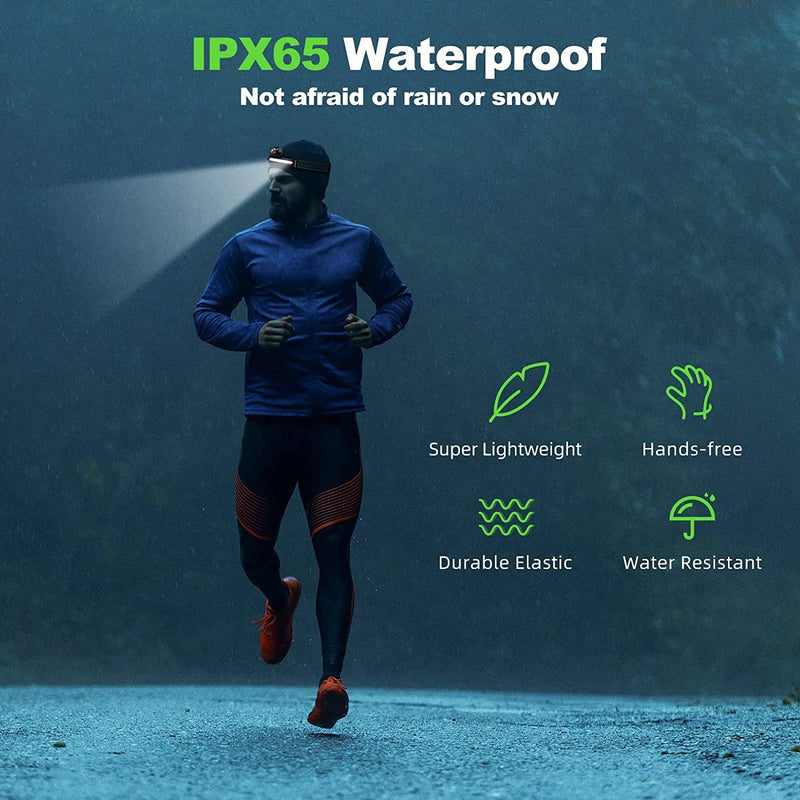 IPX65 Waterproof
Not afraid of rain or snow
Super Lightweight
Hands-free
Durable Elastic
Water Resistant